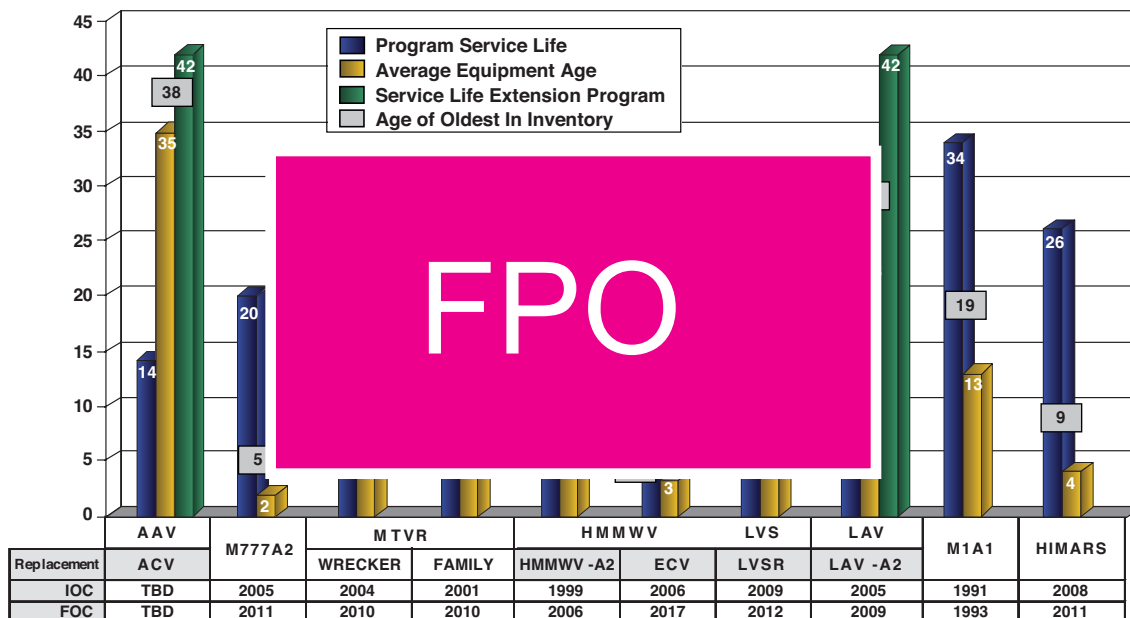 45
40
35
30
25
20
15
10
5
0
Program Service Life
Average Equipment Age
Service Life Extension Program
Age of Oldest In Inventory
14
35
42
38
20
5
2
FPO
3
42
34
19
13
26
9
4
AAV M777A2 MTVR HMMWV LVS LAV M1A1 HIMARS
Replacement ACV WRECKER FAMILY HMMWV -A2 ECV LVSR LAV -A2
IOC TBD 2005 2004 2001 1999 2006 2009 2005 1991 2008
FOC TBD 2011 2010 2010 2006 2017 2012 2009 1993 2011